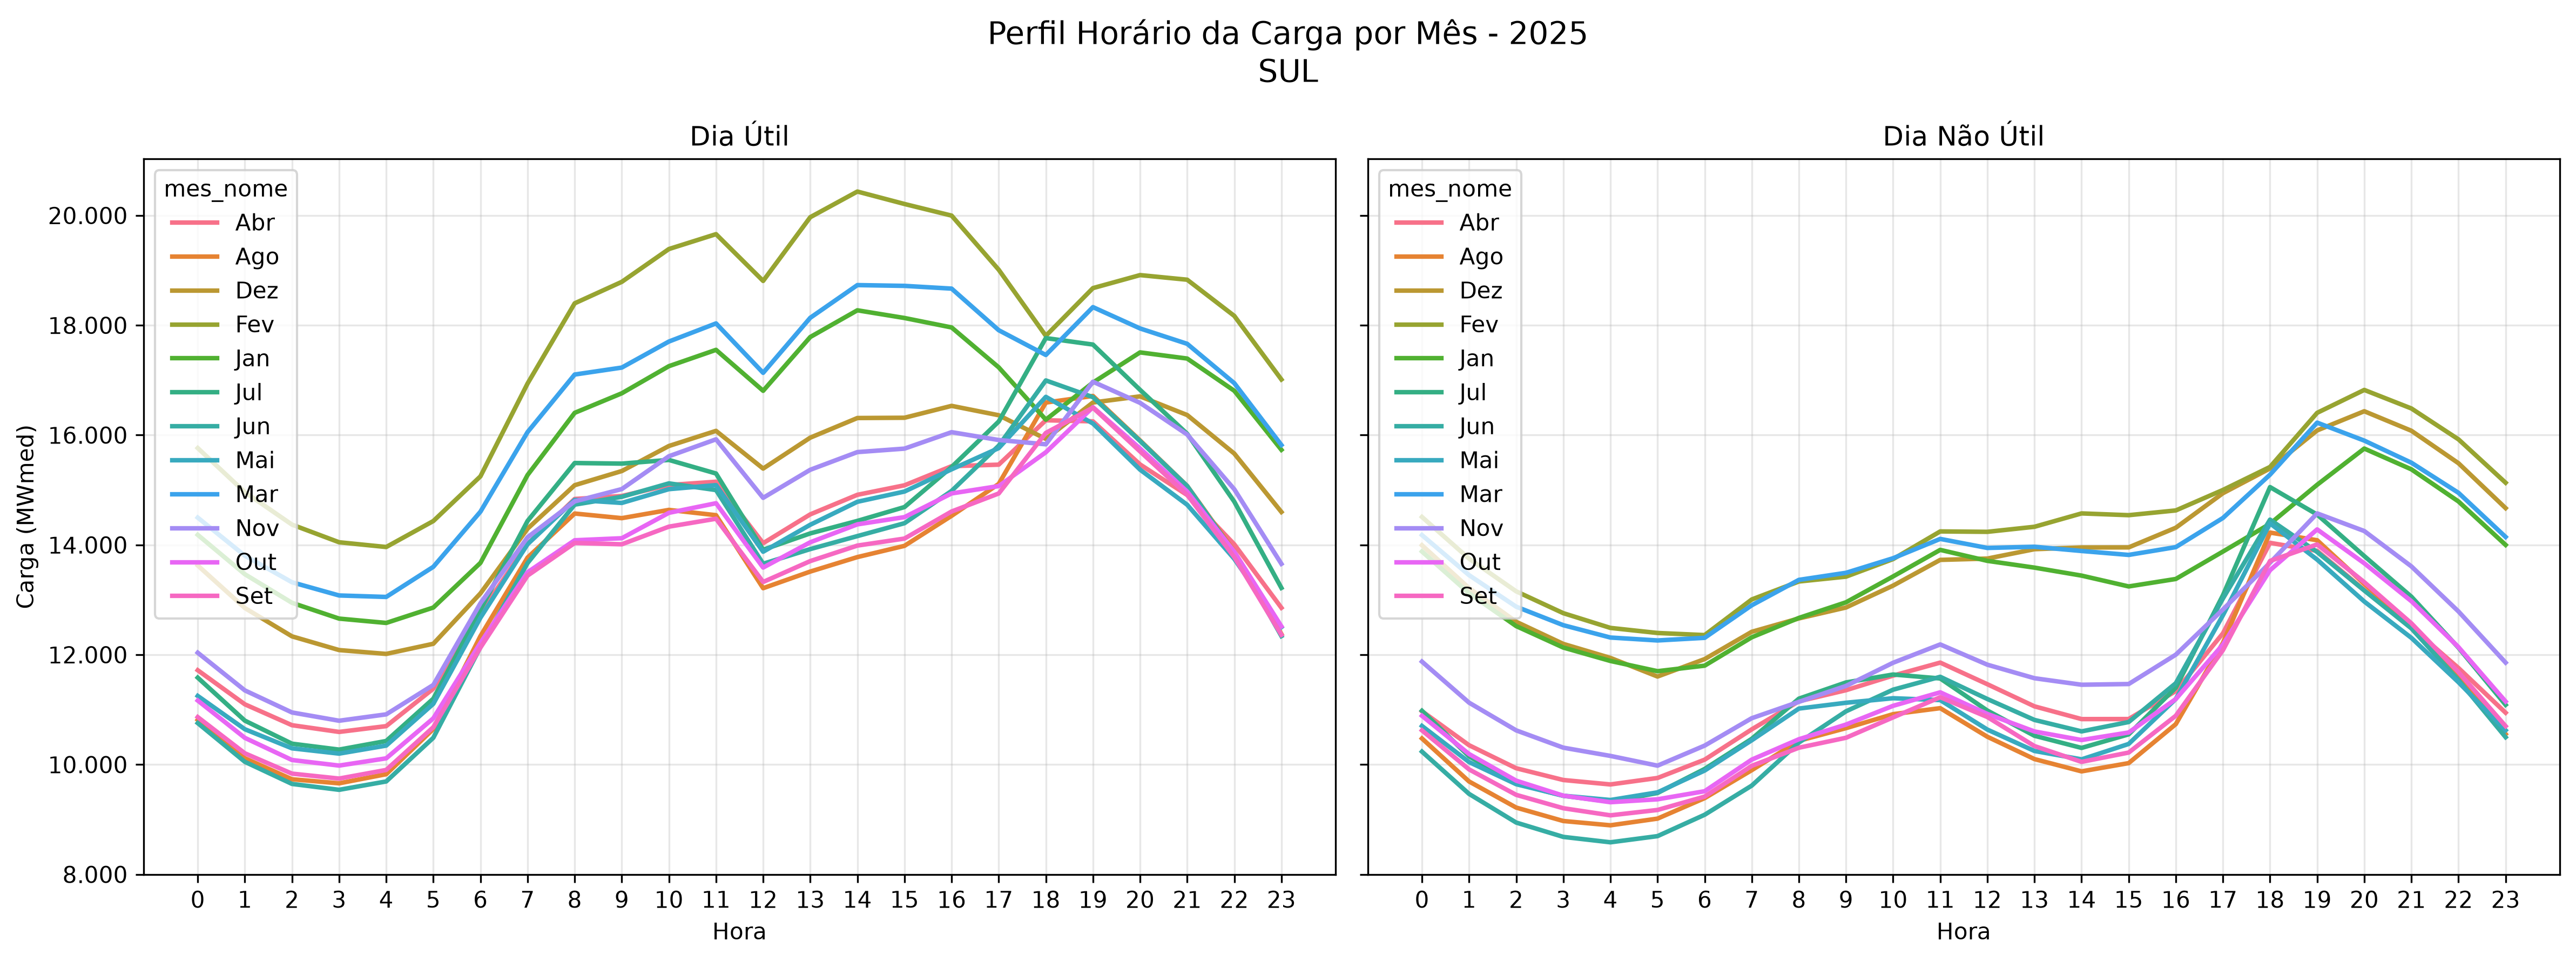 Perfil Horário da Carga por Mês - 2025
SUL
Dia Útil
Carga (MWmed)
20.000
18.000
16.000
14.000
12.000
10.000
8.000
mes_nome
Abr
Ago
Dez
Fev
Jan
Jul
Jun
Mai
Mar
Nov
Out
Set
0 1 2 3 4 5 6 7 8 9 10 11 12 13 14 15 16 17 18 19 20 21 22 23
Hora
Dia Não Útil
mes_nome
Abr
Ago
Dez
Fev
Jan
Jul
Jun
Mai
Mar
Nov
Out
Set
0 1 2 3 4 5 6 7 8 9 10 11 12 13 14 15 16 17 18 19 20 21 22 23
Hora